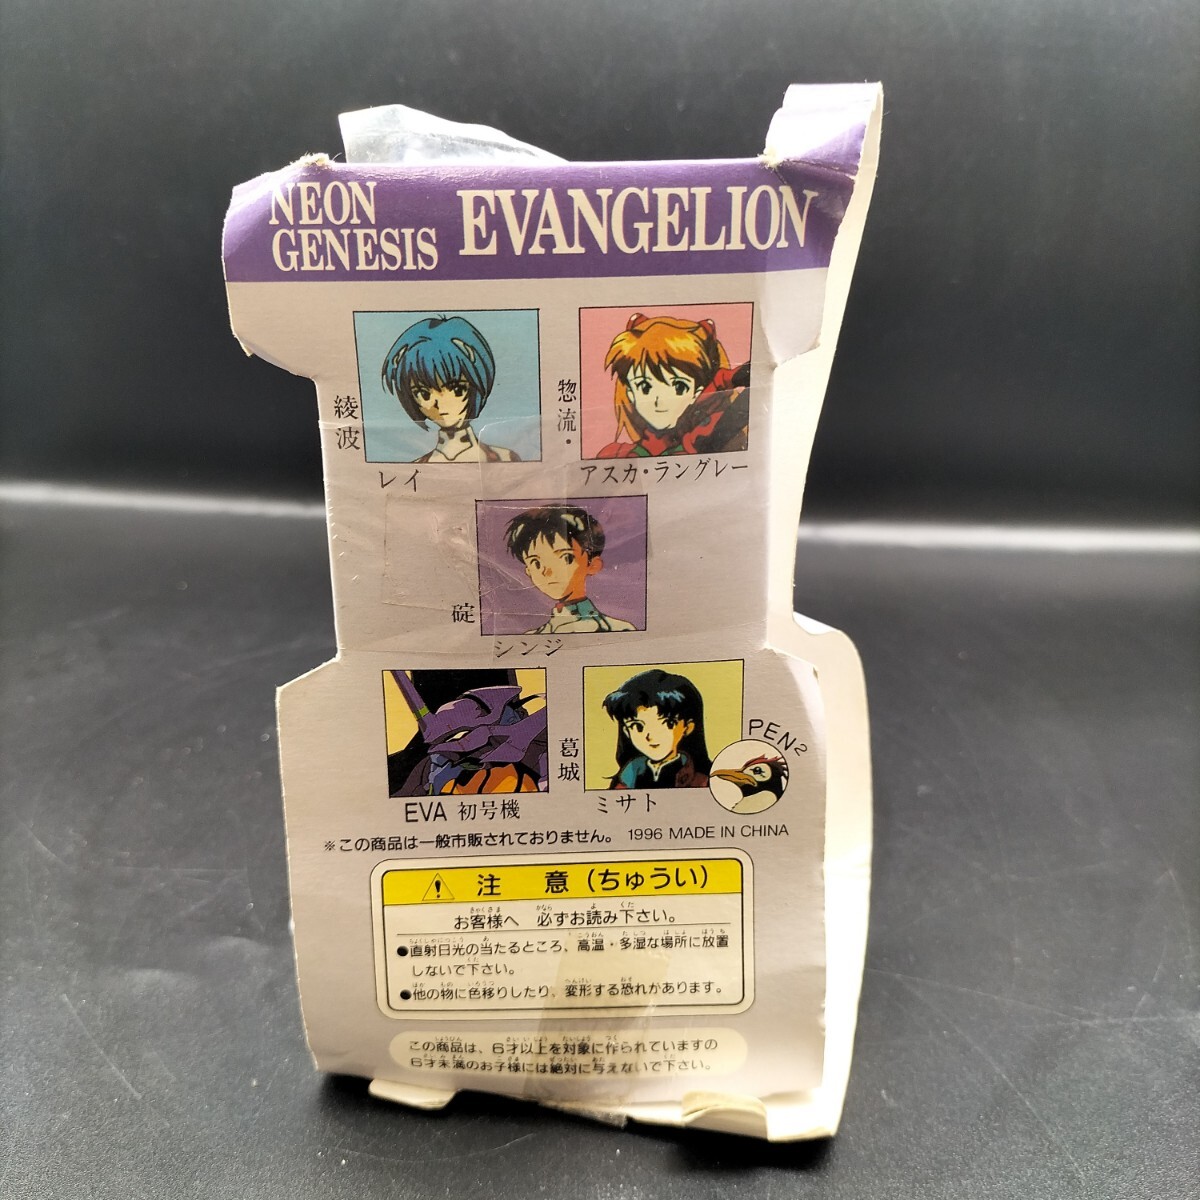 NEON
GENESIS
EVANGELION
綾波
レイ
惣流・
アスカ・ラングレー
碇
シンジ
EVA 初号機
葛城
ミサト
PEN²
※この商品は一般市販されておりません。 1996 MADE IN CHINA
注 意(ちゅうい)
お客様へ 必ずお読み下さい。
●直射日光の当たるところ、高温・多湿な場所に放置
しないで下さい。
●他の物に色移りしたり、変形する恐れがあります。
この商品は、6才以上を対象に作られていますの
6才未満のお子様には絶対に与えないで下さい。